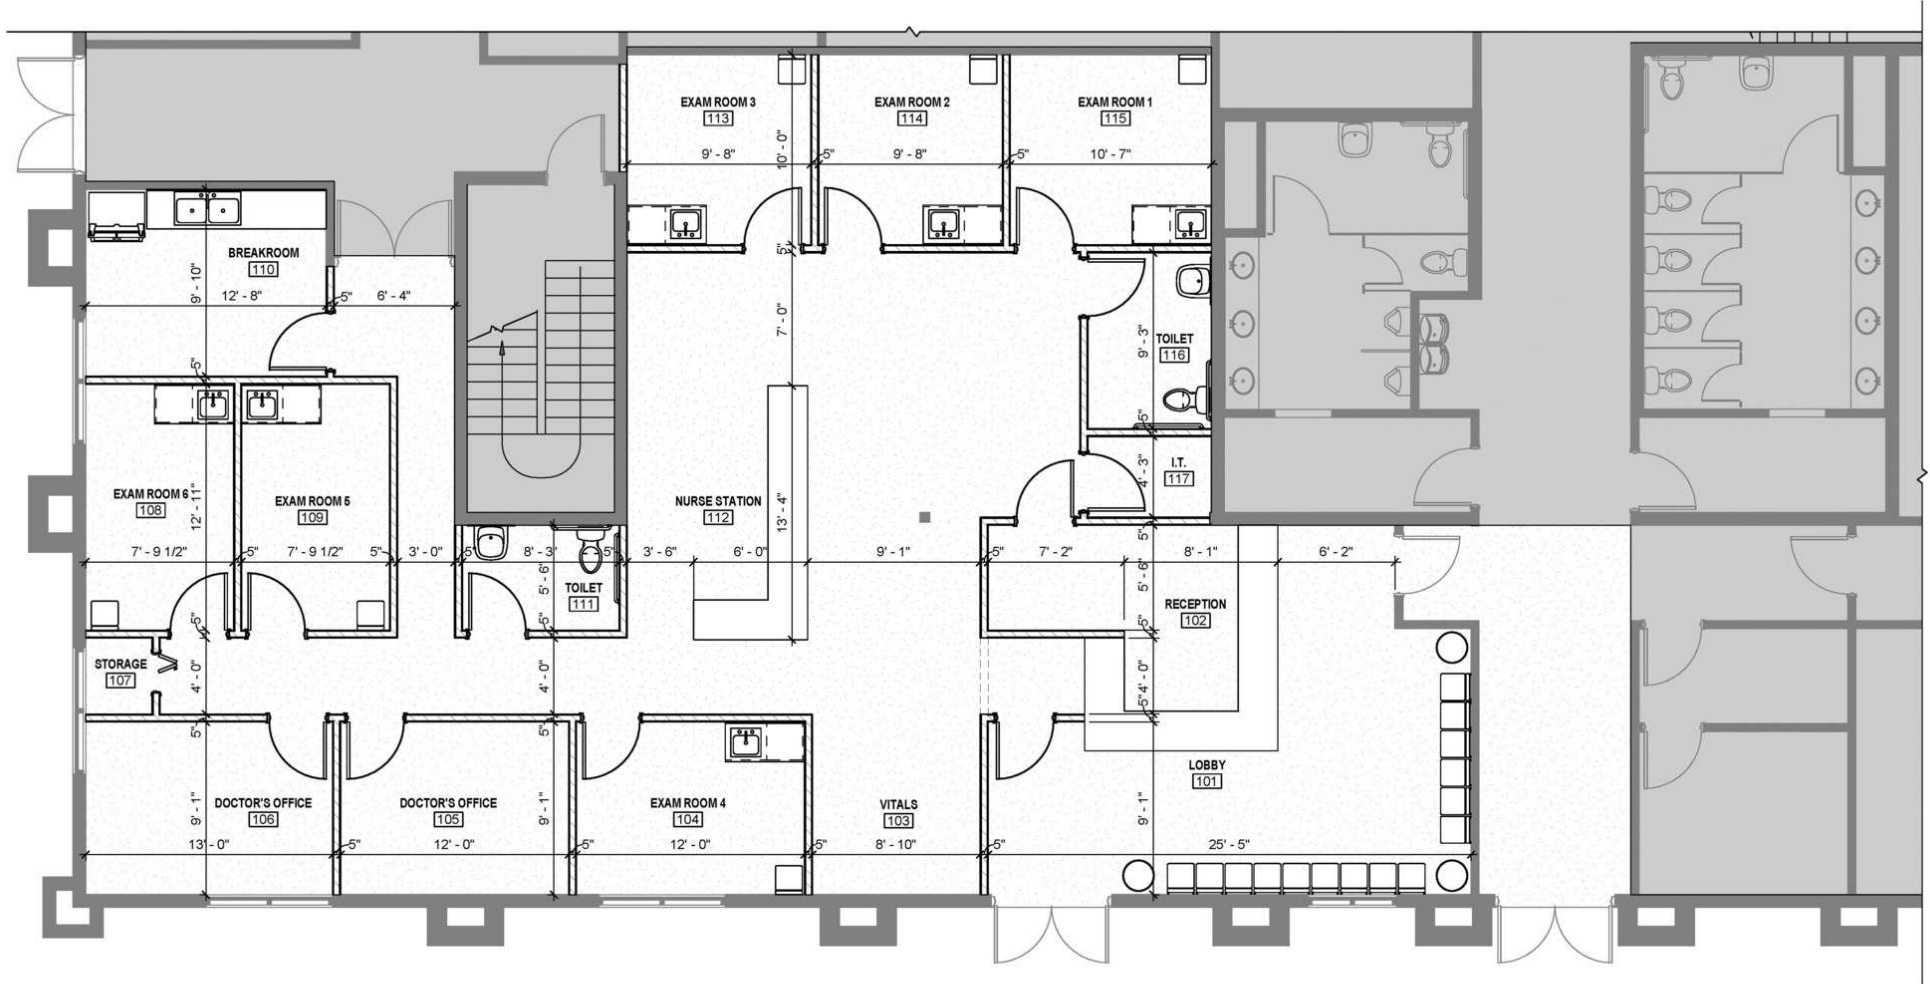 EXAM ROOM 3
113
EXAM ROOM 2
114
EXAM ROOM 1
115
10' - 0"
9' - 8"
5"
9' - 8"
5"
10' - 7"
BREAKROOM
110
9' - 10"
12' - 8"
5"
6' - 4"
5"
7' - 0"
TOILET
116
9' - 3"
5"
5"
EXAM ROOM 6
108
12' - 11"
EXAM ROOM 5
109
NURSE STATION
112
13' - 4"
I.T.
117
4' - 3"
5"
7' - 9 1/2"
5"
7' - 9 1/2"
5"
3' - 0"
5"
8' - 3"
5"
3' - 6"
6' - 0"
9' - 1"
5"
7' - 2"
8' - 1"
6' - 2"
5' - 6"
5' - 6"
TOILET
111
RECEPTION
102
5"
5"
5"
STORAGE
107
4' - 0"
4' - 0"
4' - 0"
5"
5"
5"
LOBBY
101
DOCTOR'S OFFICE
106
DOCTOR'S OFFICE
105
EXAM ROOM 4
104
VITALS
103
9' - 1"
9' - 1"
9' - 1"
13' - 0"
5"
12' - 0"
5"
12' - 0"
5"
8' - 10"
5"
25' - 5"